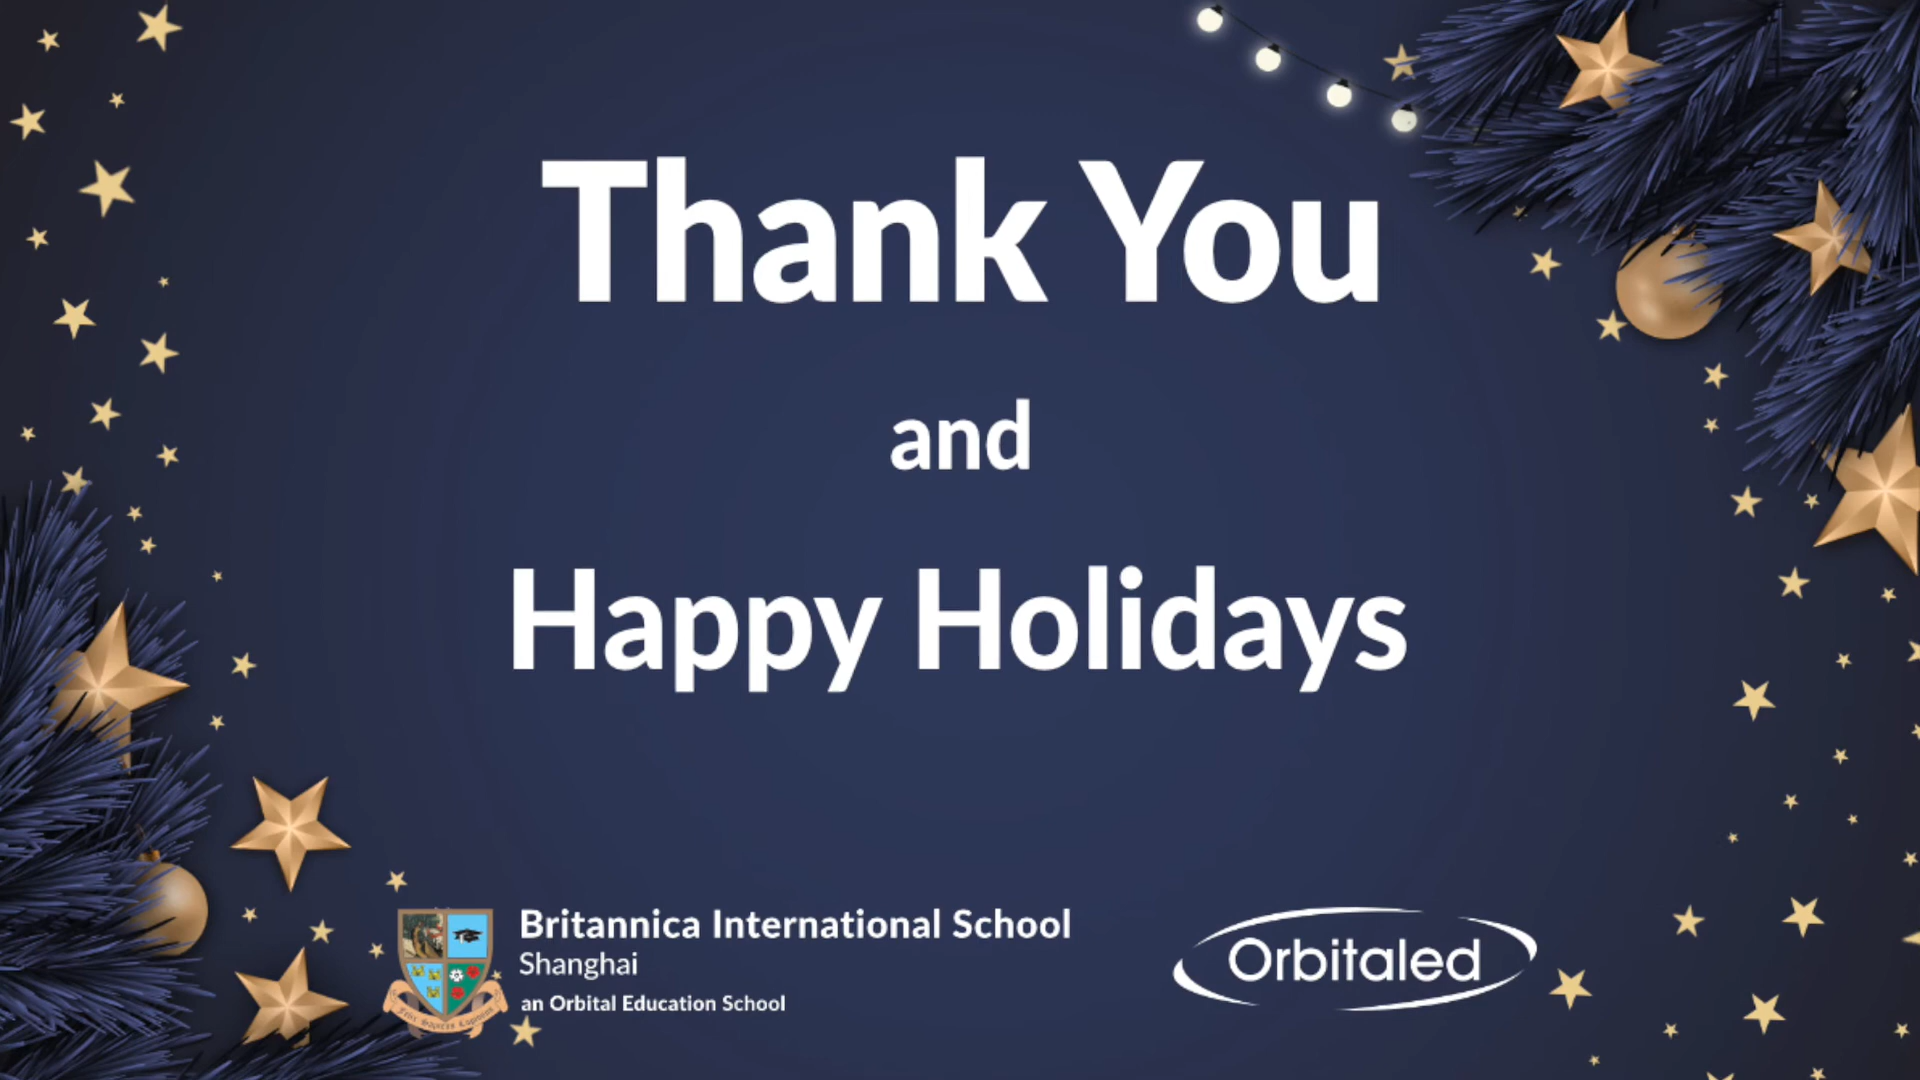 Thank You
and
Happy Holidays
Britannica International School
Shanghai
an Orbital Education School
Orbitaled